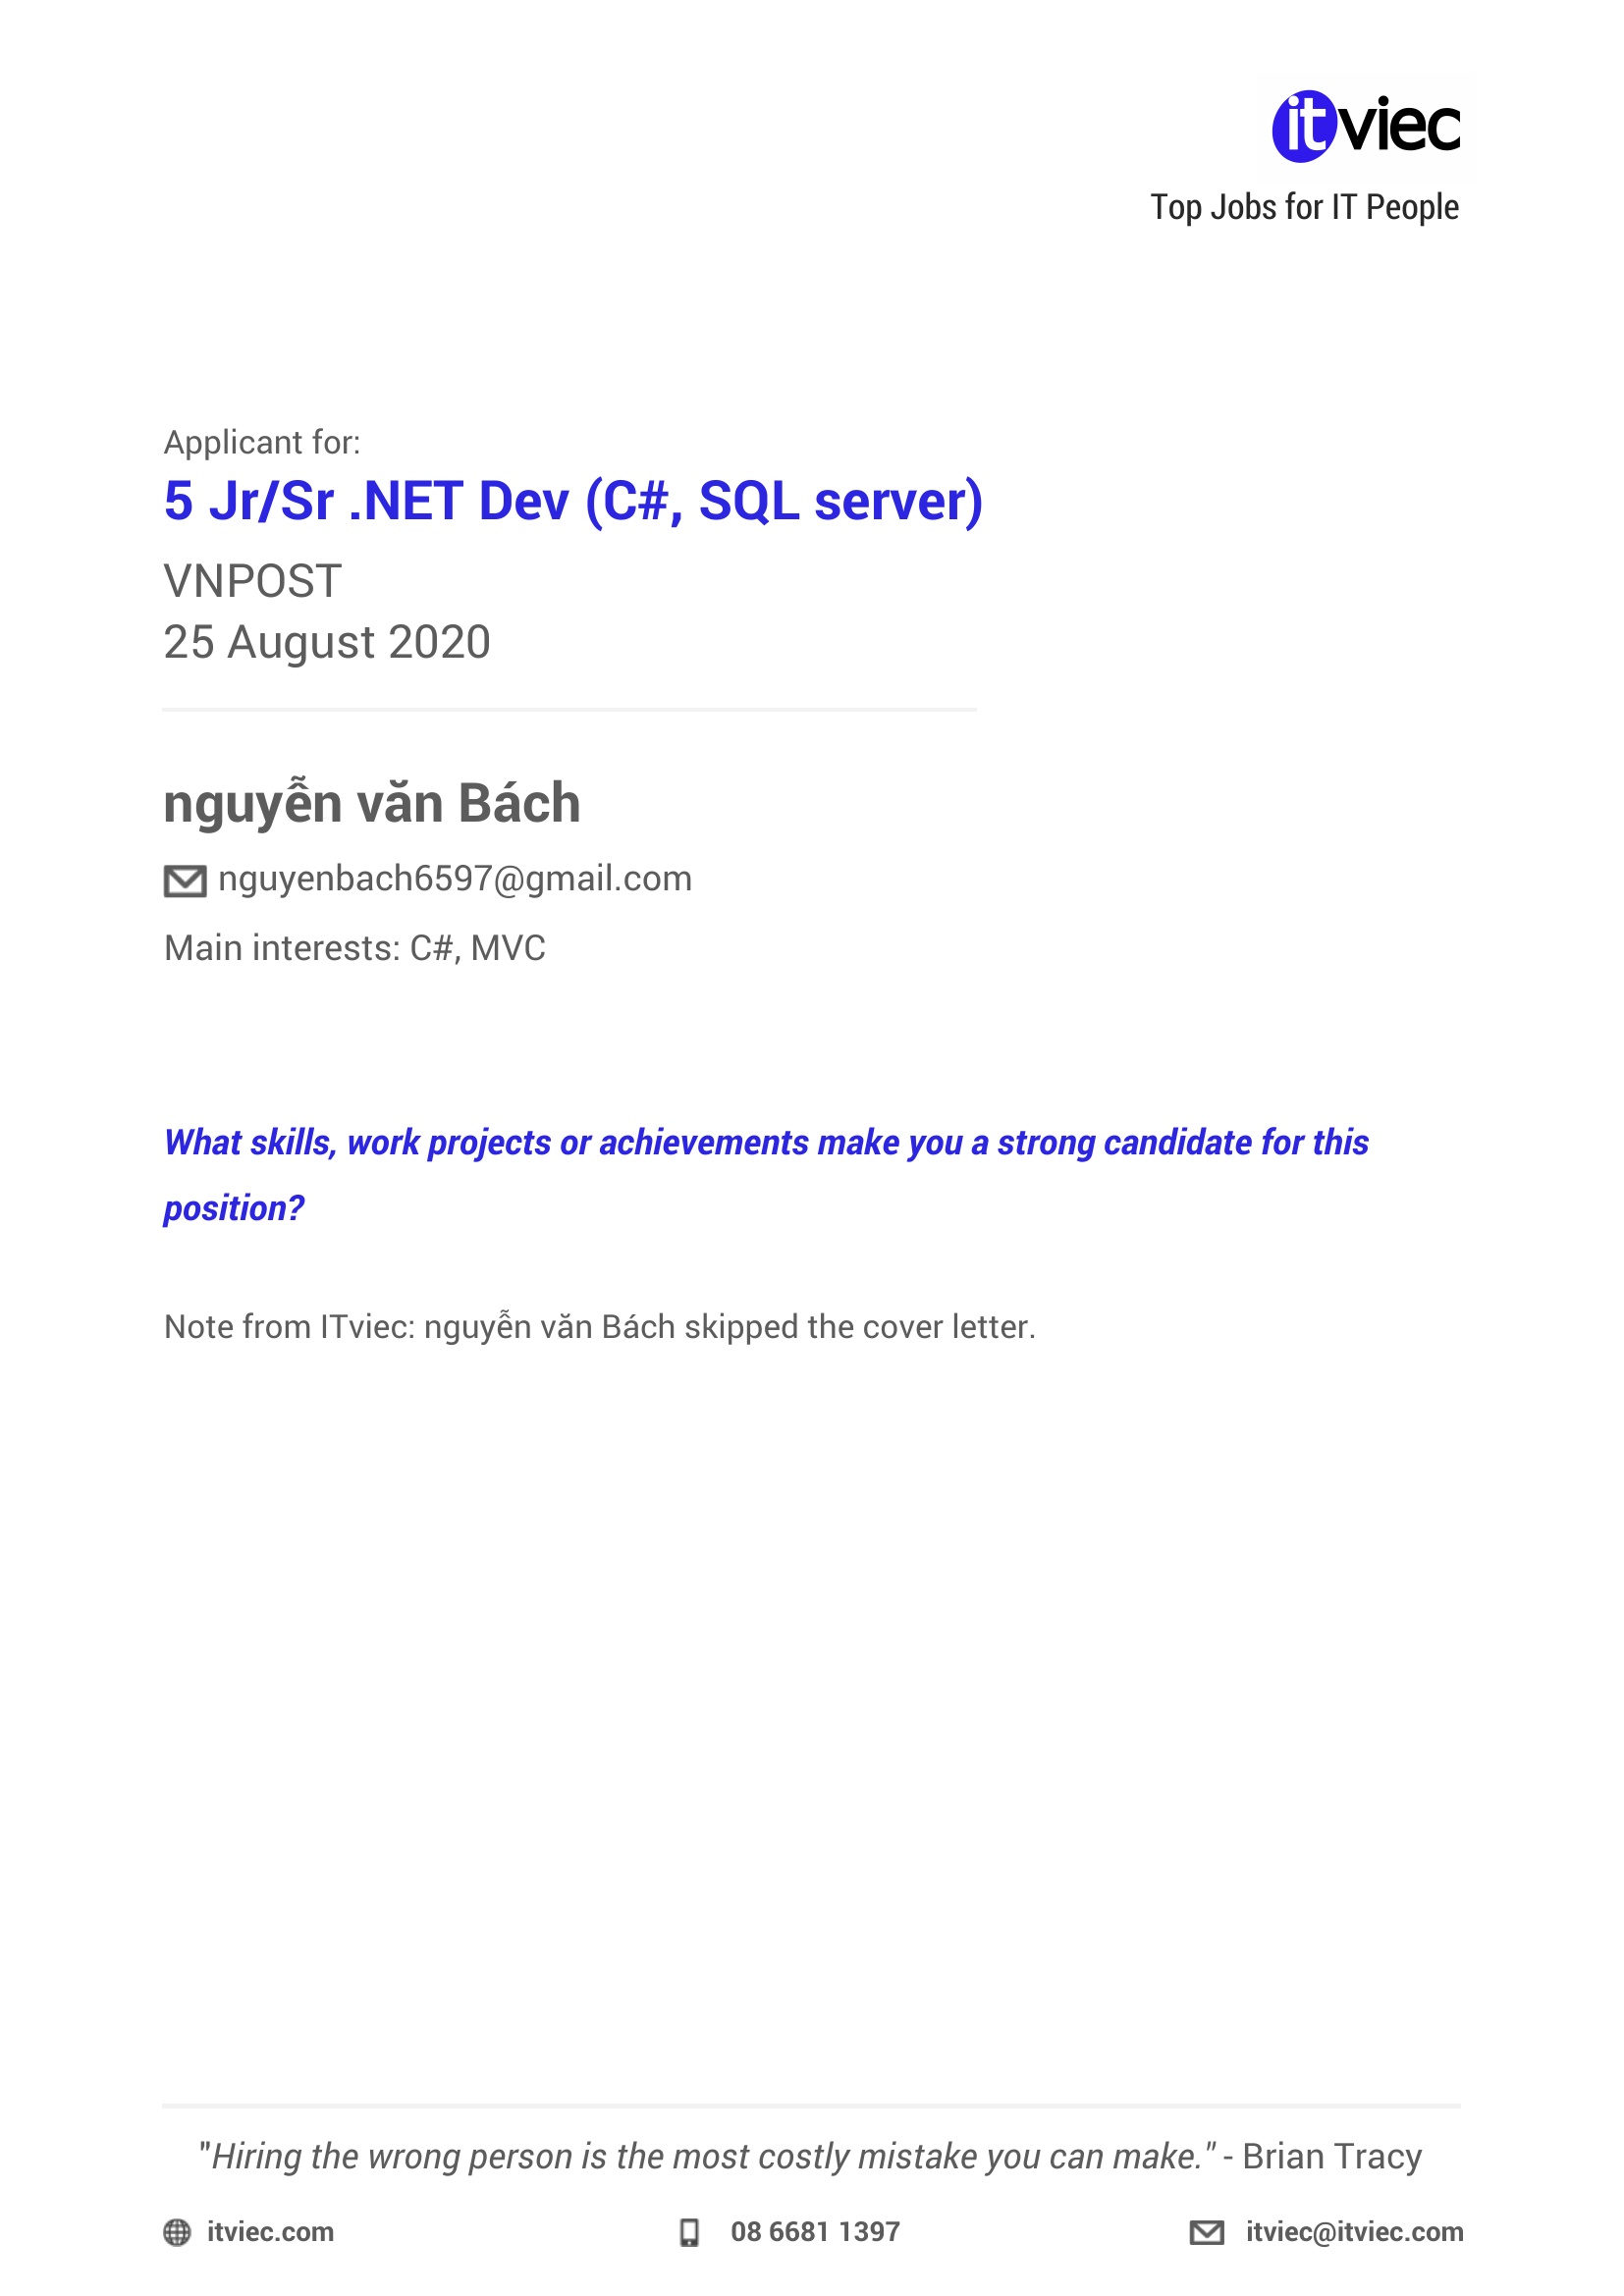 itviec
Top Jobs for IT People
Applicant for:
5 Jr/Sr .NET Dev (C#, SQL server)
VNPOST
25 August 2020
nguyễn văn Bách
nguyenbach6597@gmail.com
Main interests: C#, MVC
What skills, work projects or achievements make you a strong candidate for this
position?
Note from ITviec: nguyễn văn Bách skipped the cover letter.
"Hiring the wrong person is the most costly mistake you can make." - Brian Tracy
itviec.com 08 6681 1397 itviec@itviec.com